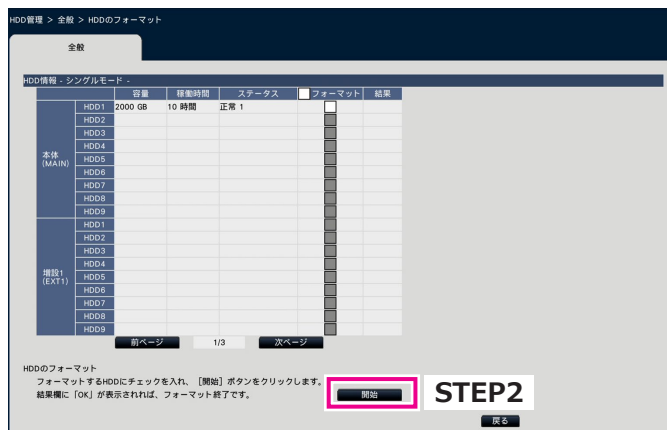 HDD管理 > 全般 > HDDのフォーマット
全般
HDD情報 - シングルモード -
容量 稼働時間 ステータス フォーマット 結果
本体
(MAIN)
HDD1 2000 GB 10 時間 正常 1
HDD2
HDD3
HDD4
HDD5
HDD6
HDD7
HDD8
HDD9
増設1
(EXT1)
HDD1
HDD2
HDD3
HDD4
HDD5
HDD6
HDD7
HDD8
HDD9
前ページ 1/3 次ページ
HDDのフォーマット
フォーマットするHDDにチェックを入れ、［開始］ボタンをクリックします。
結果欄に「OK」が表示されれば、フォーマット終了です。
開始 STEP2
戻る